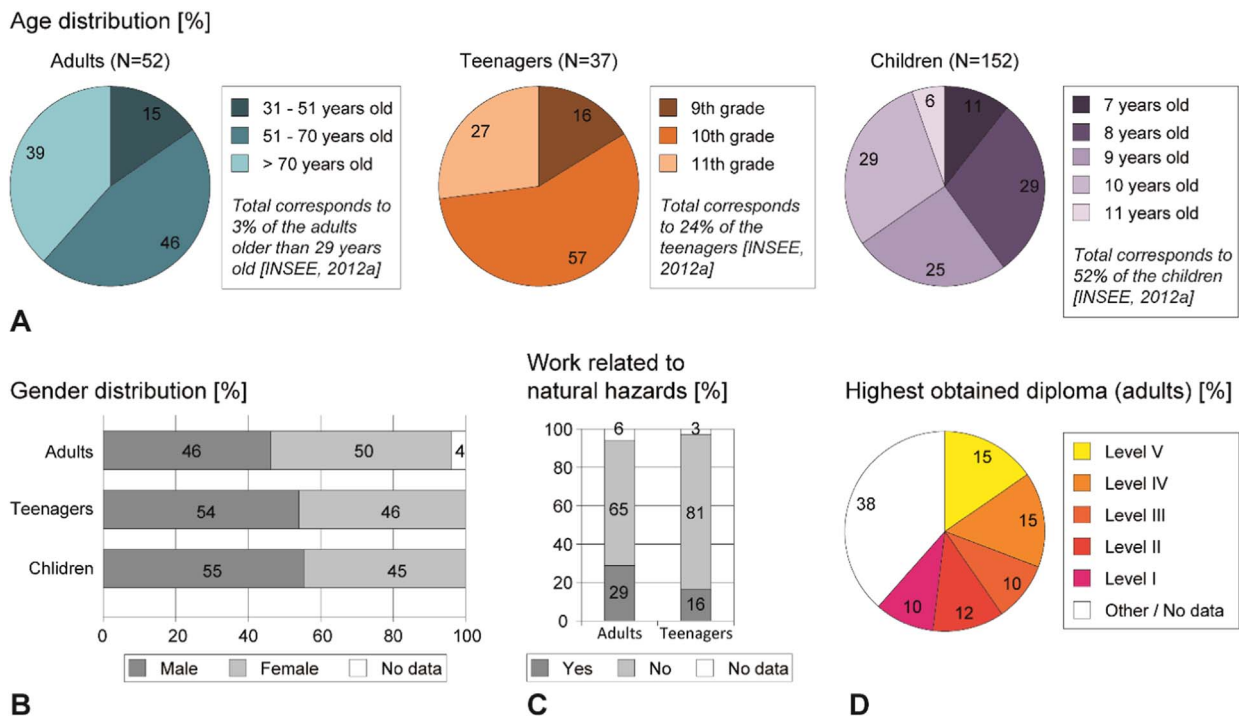 Age distribution [%]
Adults (N=52)
15
46
39
31 - 51 years old
51 - 70 years old
> 70 years old
Total corresponds to
3% of the adults
older than 29 years
old [INSEE, 2012a]
Teenagers (N=37)
16
57
27
9th grade
10th grade
11th grade
Total corresponds
to 24% of the
teenagers [INSEE,
2012a]
Children (N=152)
11
29
25
29
6
7 years old
8 years old
9 years old
10 years old
11 years old
Total corresponds to
52% of the children
[INSEE, 2012a]
A
Gender distribution [%]
Adults
46
50
4
Teenagers
54
46
Chlidren
55
45
0 20 40 60 80 100
Male Female No data
B
Work related to
natural hazards [%]
100
80
60
40
20
0
6
65
29
3
81
16
Adults Teenagers
Yes No No data
C
Highest obtained diploma (adults) [%]
15
15
10
12
10
38
Level V
Level IV
Level III
Level II
Level I
Other / No data
D